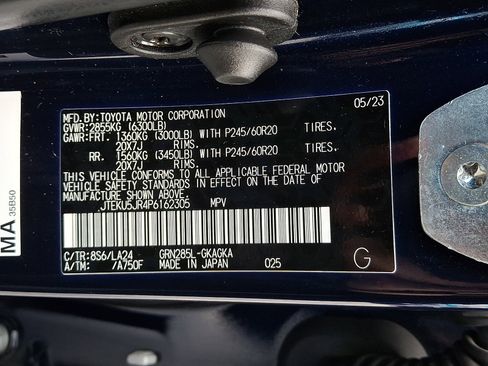 MFD.BY:TOYOTA MOTOR CORPORATION 05/23
GVWR:2855KG (6300LB)
GAWR:FRT. 1360KG (3000LB) WITH P245/60R20 TIRES.
20X7J
RR. 1560KG (3450LB) WITH P245/60R20 TIRES.
20X7J
THIS VEHICLE CONFORMS TO ALL APPLICABLE FEDERAL MOTOR
VEHICLE SAFETY STANDARDS IN EFFECT ON THE DATE OF
MANUFACTURE SHOWN ABOVE.
JTEKU5JR4P6162305 MPV
C/TR:8S6/LA24 GRN285L-GKAGKA
A/TM: /A750F MADE IN JAPAN 025 G
MA
35B50